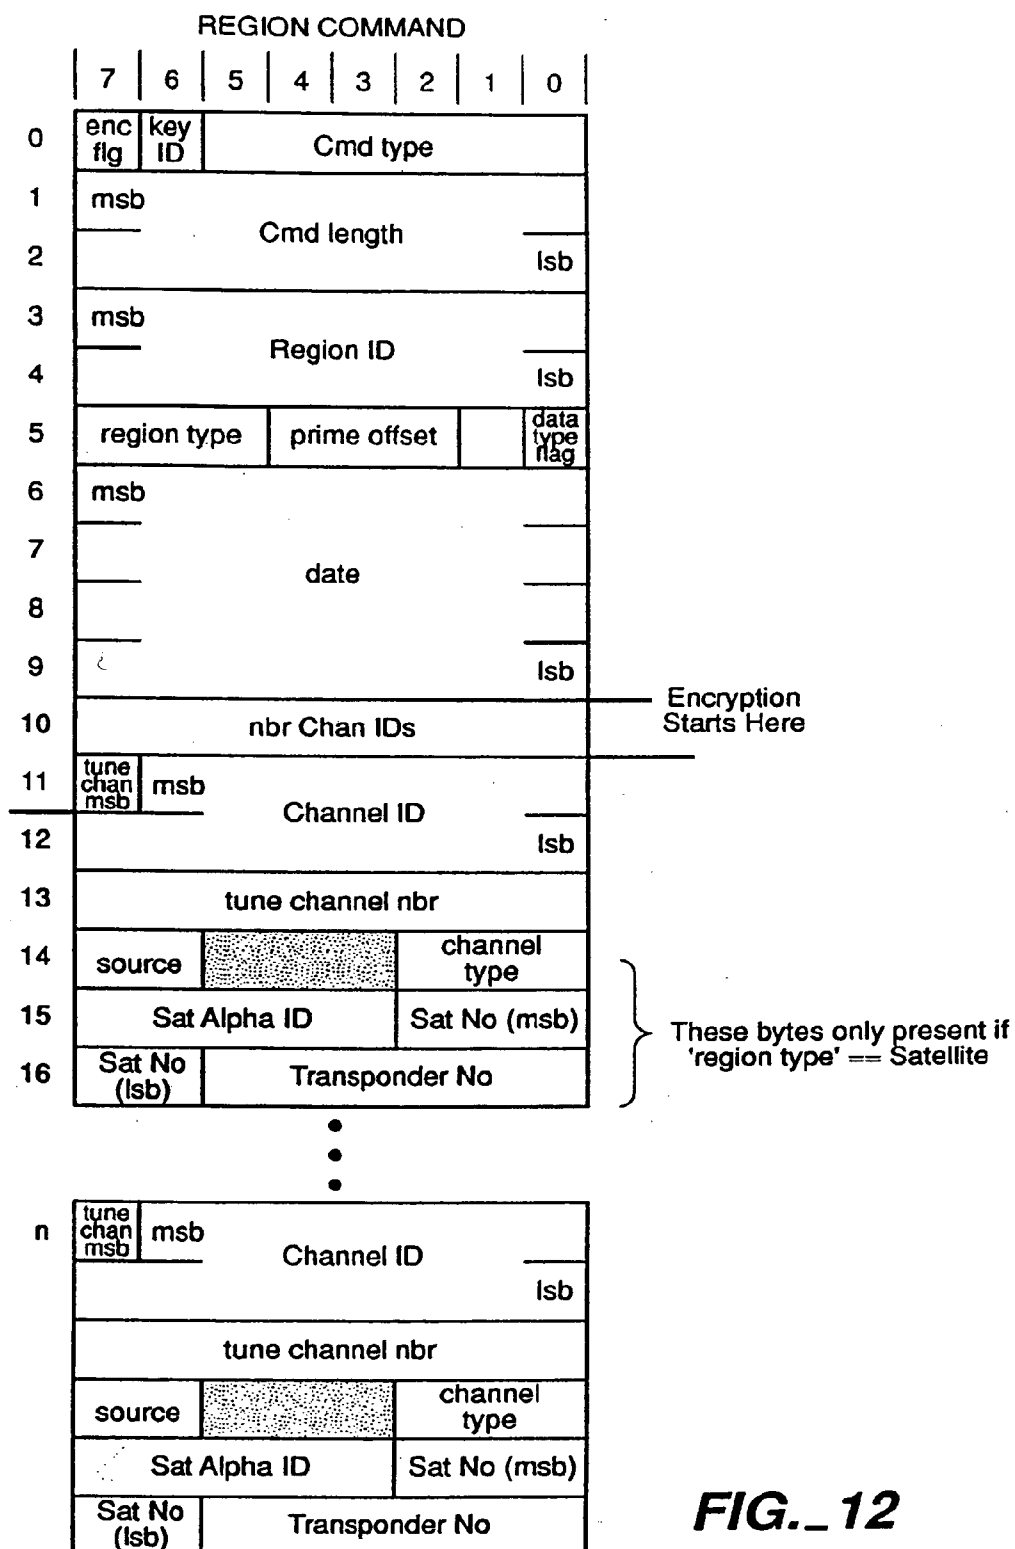 REGION COMMAND
7 6 5 4 3 2 1 0
0 enc flg key ID Cmd type
1 msb
Cmd length
2 lsb
3 msb
Region ID
4 lsb
5 region type prime offset data type flag
6 msb
7
date
8
9 lsb
Encryption
Starts Here
10 nbr Chan IDs
11 tune chan msb msb
Channel ID
12 lsb
13 tune channel nbr
14 source channel type
15 Sat Alpha ID Sat No (msb)
These bytes only present if
'region type' == Satellite
16 Sat No (lsb) Transponder No
n tune chan msb msb
Channel ID
lsb
tune channel nbr
source channel type
Sat Alpha ID Sat No (msb)
Sat No (lsb) Transponder No
FIG._12